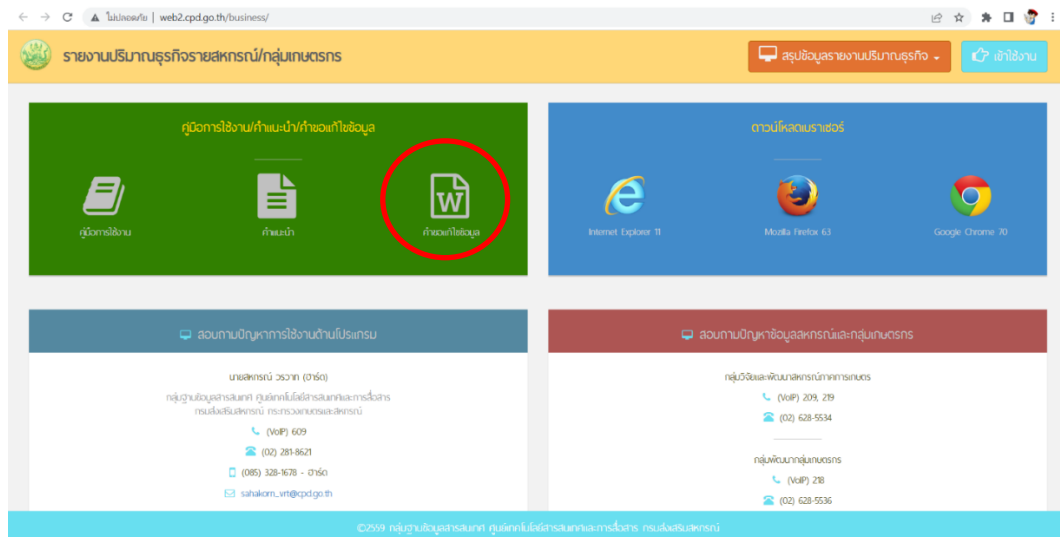 ไม่ปลอดภัย | web2.cpd.go.th/business/
รายงานปริมาณธุรกิจรายสหกรณ์/กลุ่มเกษตรกร
สรุปข้อมูลรายงานปริมาณธุรกิจ
เข้าใช้งาน
คู่มือการใช้งาน/คำแนะนำ/คำขอแก้ไขข้อมูล
คู่มือการใช้งาน
คำแนะนำ
W
คำขอแก้ไขข้อมูล
ดาวน์โหลดเบราเซอร์
Internet Explorer 11
Mozilla Firefox 63
Google Chrome 70
สอบถามปัญหาการใช้งานด้านโปรแกรม
นายสหกรณ์ วรวาท (ฮาร์ด)
กลุ่มฐานข้อมูลสารสนเทศ ศูนย์เทคโนโลยีสารสนเทศและการสื่อสาร
กรมส่งเสริมสหกรณ์ กระทรวงเกษตรและสหกรณ์
(VoIP) 609
(02) 281-8621
(085) 328-1678 - ฮาร์ด
sahakorn_vrt@cpd.go.th
สอบถามปัญหาข้อมูลสหกรณ์และกลุ่มเกษตรกร
กลุ่มวิจัยและพัฒนาสหกรณ์ภาคการเกษตร
(VoIP) 209, 219
(02) 628-5534
กลุ่มพัฒนากลุ่มเกษตรกร
(VoIP) 218
(02) 628-5536
©2559 กลุ่มฐานข้อมูลสารสนเทศ ศูนย์เทคโนโลยีสารสนเทศและการสื่อสาร กรมส่งเสริมสหกรณ์